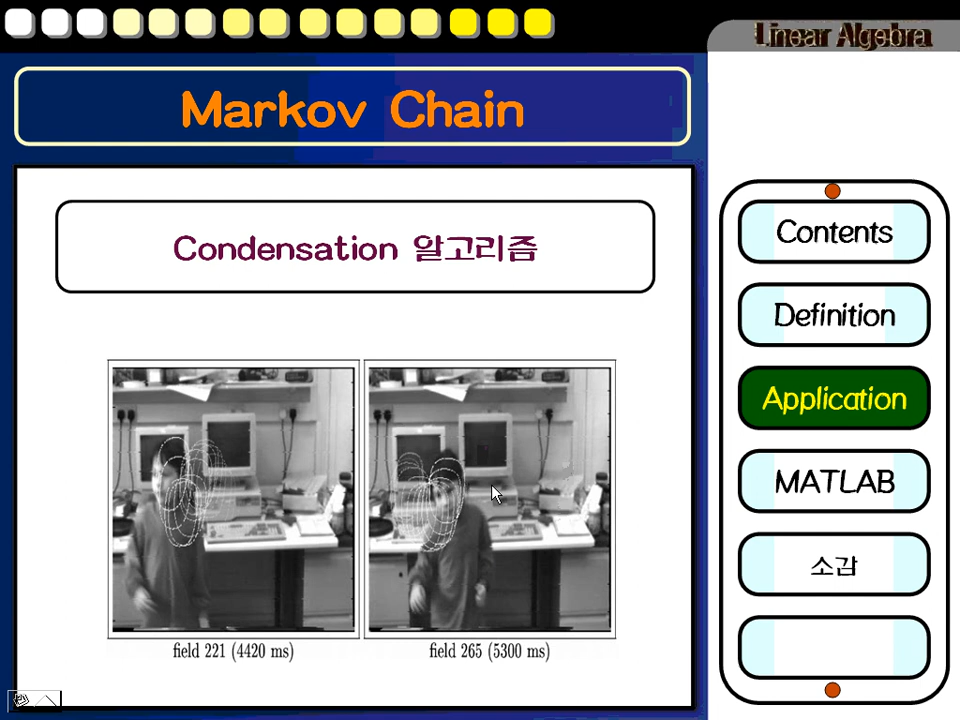 Linear Algebra
Markov Chain
Condensation 알고리즘
field 221 (4420 ms)
field 265 (5300 ms)
Contents
Definition
Application
MATLAB
소감